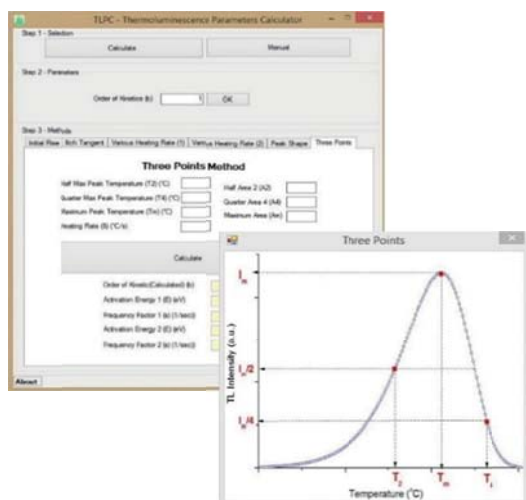 TLPC - Thermoluminescence Parameters Calculator
Step 1 - Selection
Calculate Manual
Step 2 - Parameters
Order of Kinetics (b) 1 OK
Step 3 - Methods
Initial Rise Ilich Tangent Various Heating Rate (1) Various Heating Rate (2) Peak Shape Three Points
Three Points Method
Half Max Peak Temperature (T2) (°C) Half Area 2 (A2)
Quarter Max Peak Temperature (T4) (°C) Quarter Area 4 (A4)
Maximum Peak Temperature (Tm) (°C) Maximum Area (Am)
Heating Rate (ß) (°C/s)
Calculate
Order of Kinetic(Calculated) (b)
Activation Energy 1 (E) (eV)
Frequency Factor 1 (s) (1/sec))
Activation Energy 2 (E) (eV)
Frequency Factor 2 (s) (1/sec))
About
Three Points
TL Intensity (a.u.)
Im
Im/2
Im/4
T2 Tm T4
Temperature (°C)